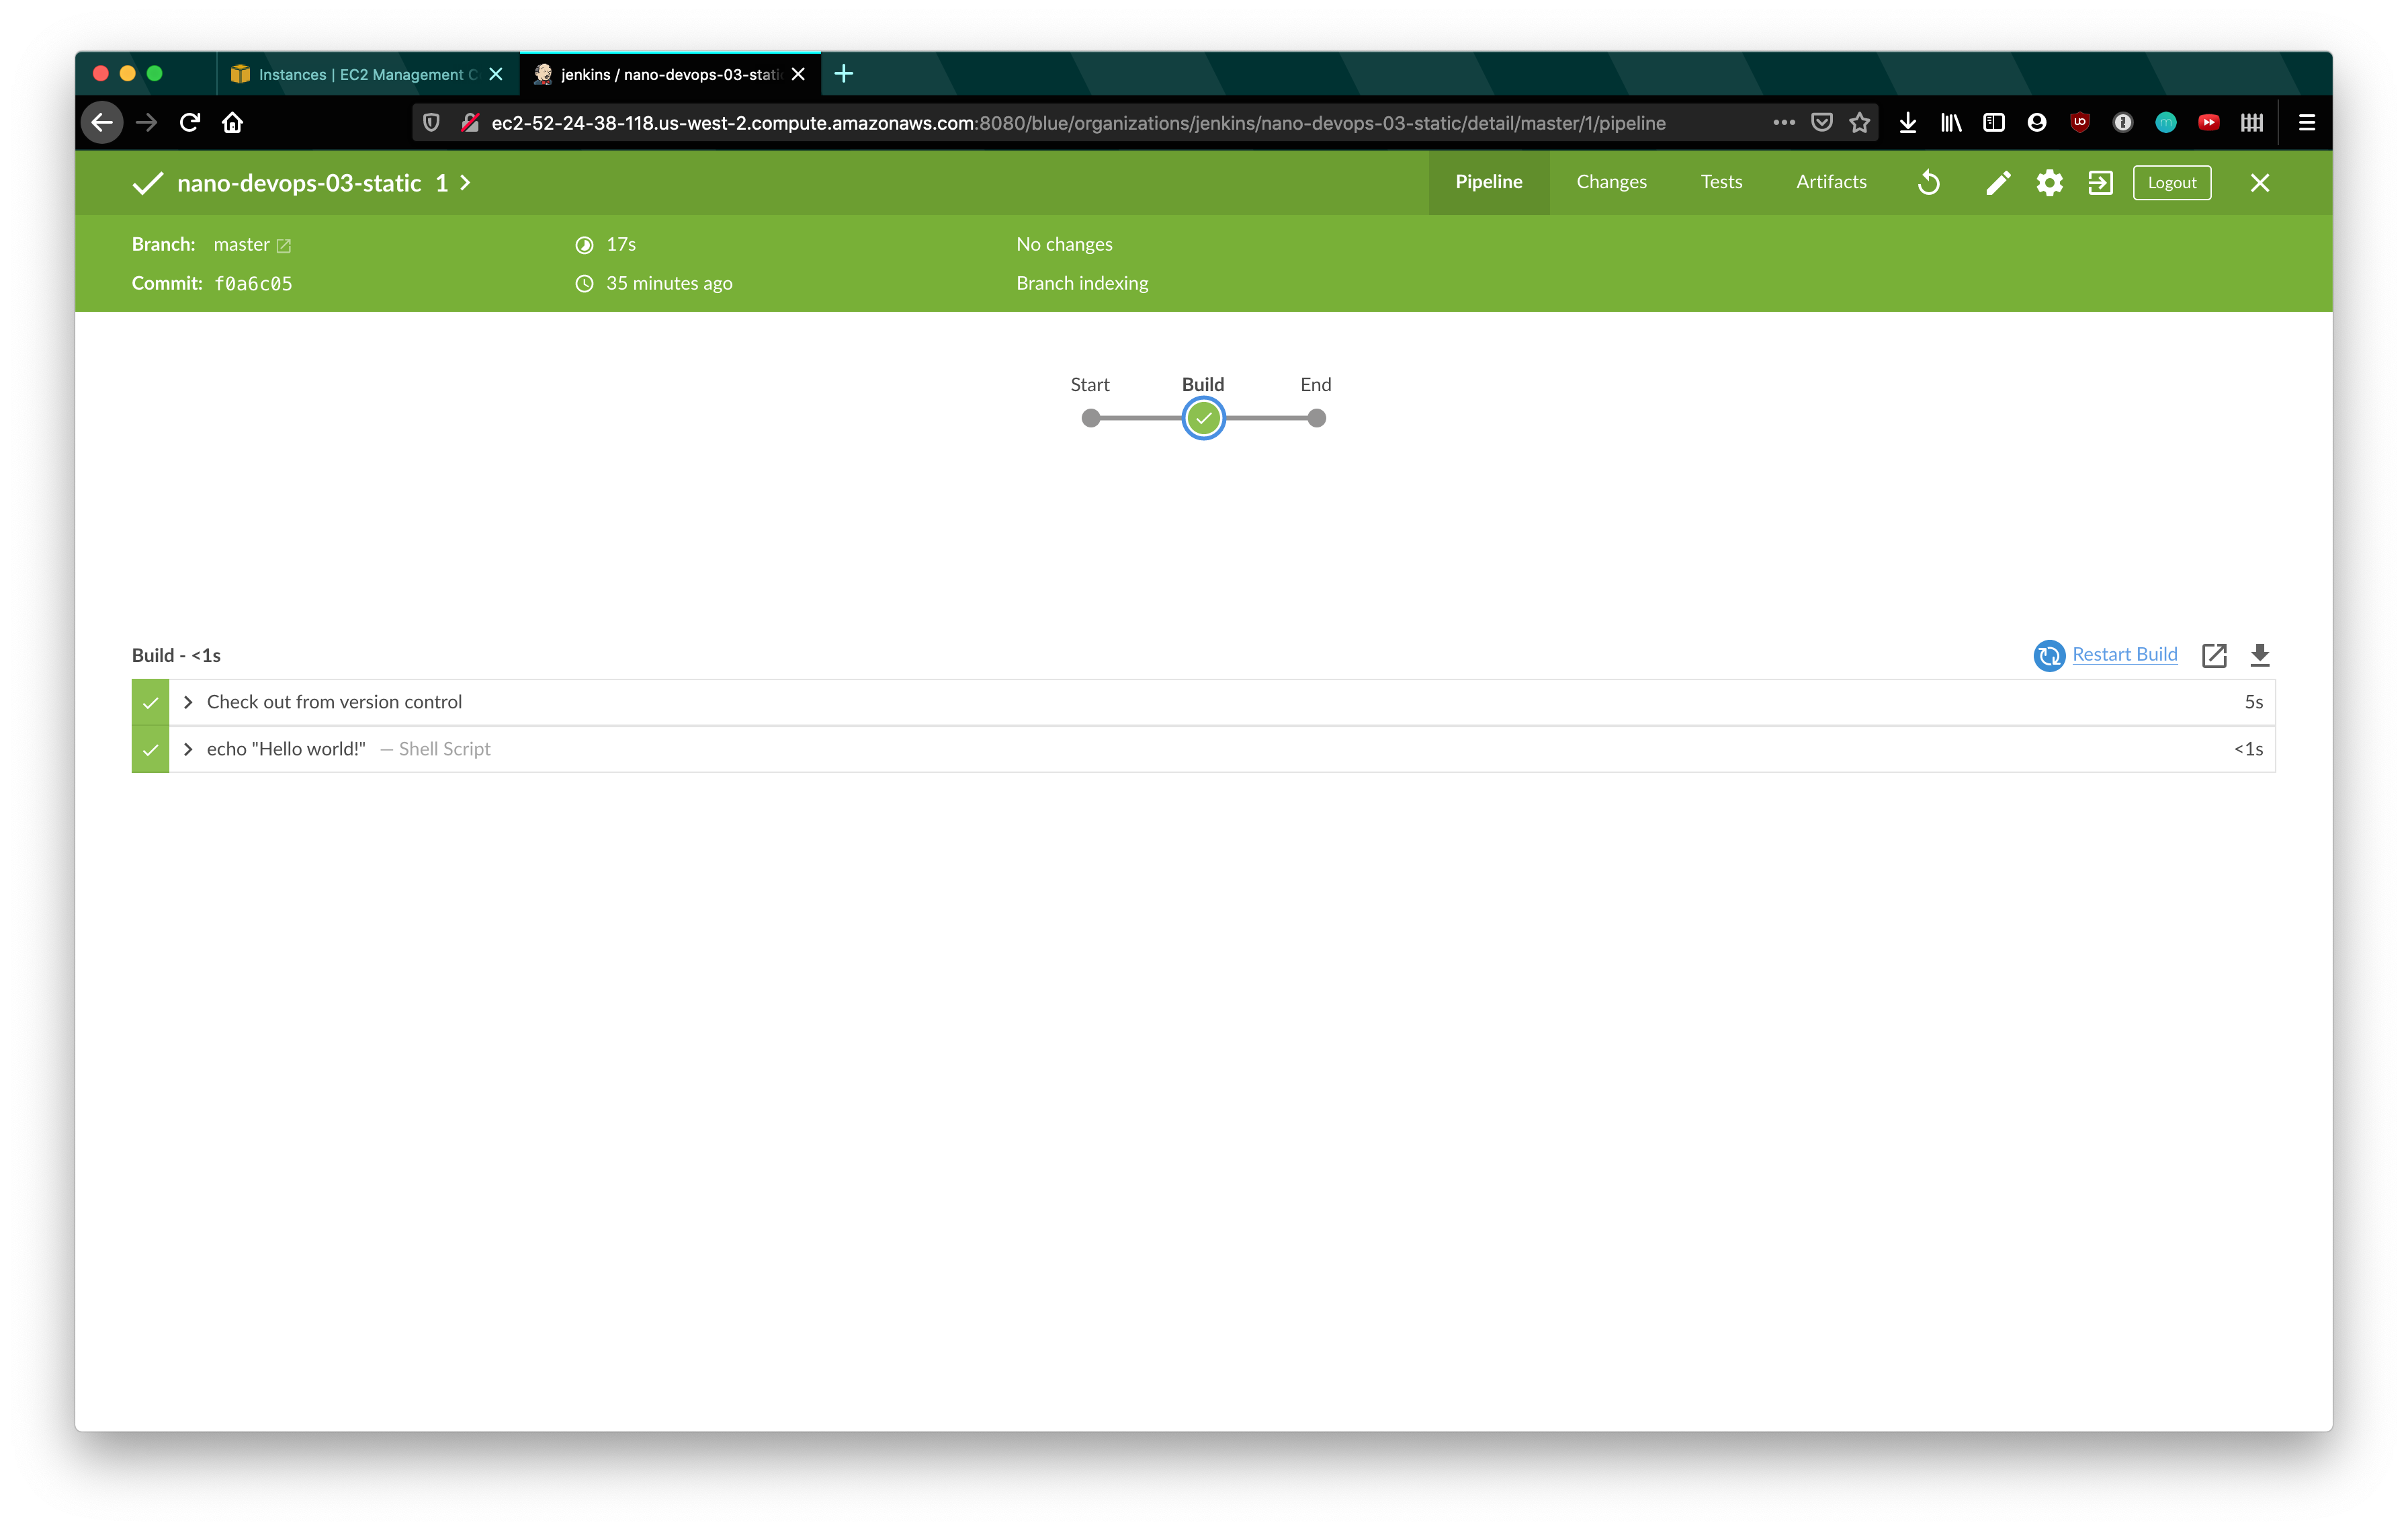 Instances | EC2 Management C
jenkins / nano-devops-03-stati
ec2-52-24-38-118.us-west-2.compute.amazonaws.com:8080/blue/organizations/jenkins/nano-devops-03-static/detail/master/1/pipeline
nano-devops-03-static 1
Pipeline Changes Tests Artifacts Logout
Branch: master 17s No changes
Commit: f0a6c05 35 minutes ago Branch indexing
Start Build End
Build - <1s Restart Build
Check out from version control 5s
echo "Hello world!" — Shell Script <1s